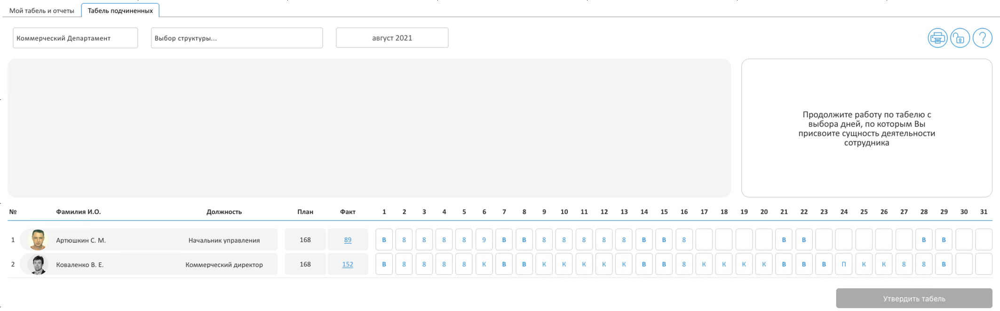 Мой табель и отчеты Табель подчиненных
Коммерческий Департамент Выбор структуры... август 2021
Продолжите работу по табелю с
выбора дней, по которым Вы
присвоите сущность деятельности
сотрудника
№ Фамилия И.О. Должность План Факт 1 2 3 4 5 6 7 8 9 10 11 12 13 14 15 16 17 18 19 20 21 22 23 24 25 26 27 28 29 30 31
1 Артюшкин С. М. Начальник управления 168 89 В 8 8 8 8 9 В В 8 8 8 8 8 В В 8 В В В В
2 Коваленко В. Е. Коммерческий директор 168 152 В 8 8 8 8 К В В К К К К К В В 8 К К К К В В В П К К 8 8 В
Утвердить табель